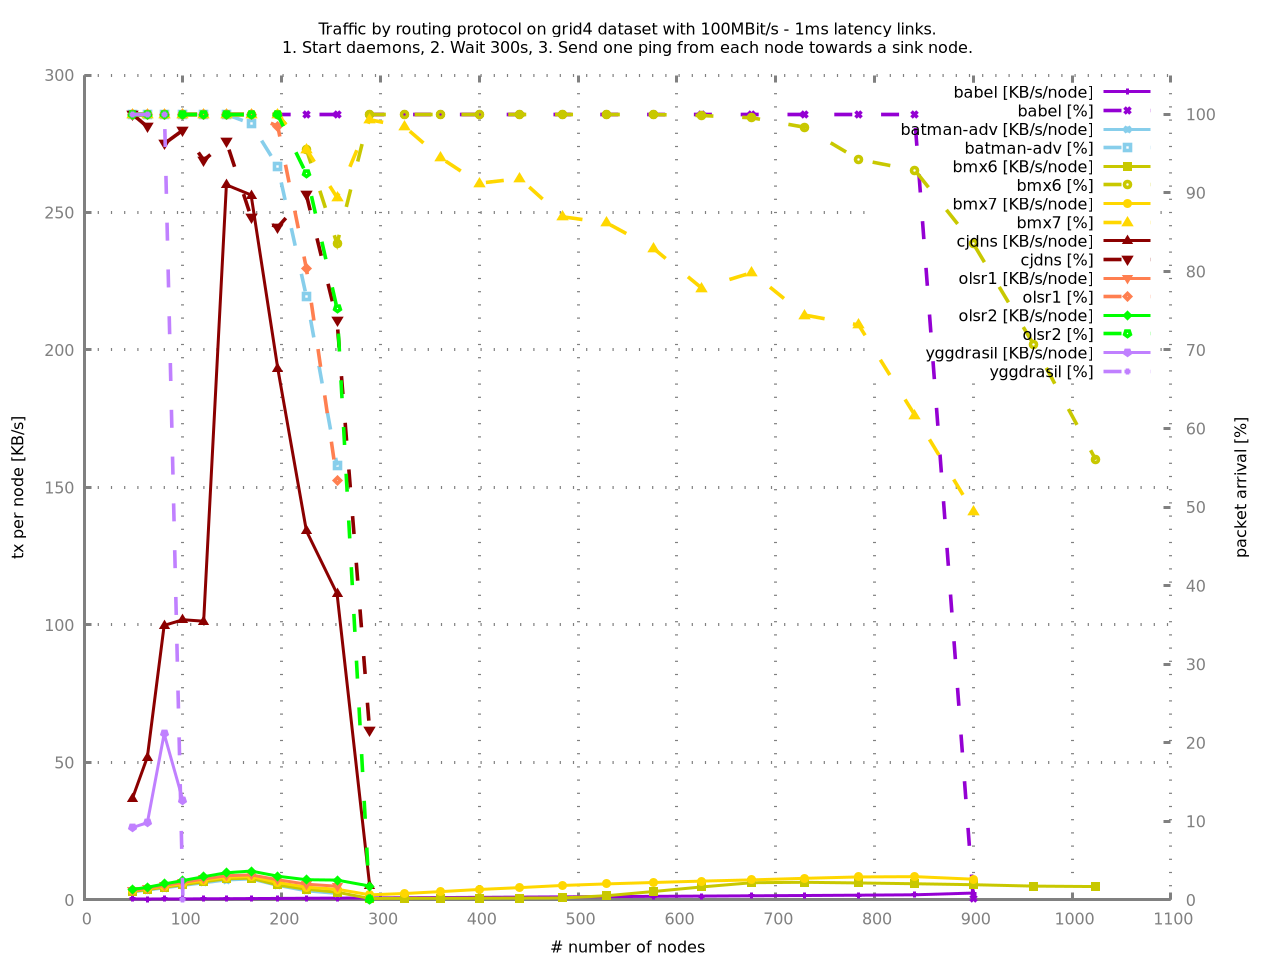 Traffic by routing protocol on grid4 dataset with 100MBit/s - 1ms latency links.
1. Start daemons, 2. Wait 300s, 3. Send one ping from each node towards a sink node.
babel [KB/s/node]
babel [%]
batman-adv [KB/s/node]
batman-adv [%]
bmx6 [KB/s/node]
bmx6 [%]
bmx7 [KB/s/node]
bmx7 [%]
cjdns [KB/s/node]
cjdns [%]
olsr1 [KB/s/node]
olsr1 [%]
olsr2 [KB/s/node]
olsr2 [%]
yggdrasil [KB/s/node]
yggdrasil [%]
tx per node [KB/s]
300
250
200
150
100
50
0
packet arrival [%]
100
90
80
70
60
50
40
30
20
10
0
0 100 200 300 400 500 600 700 800 900 1000 1100
# number of nodes